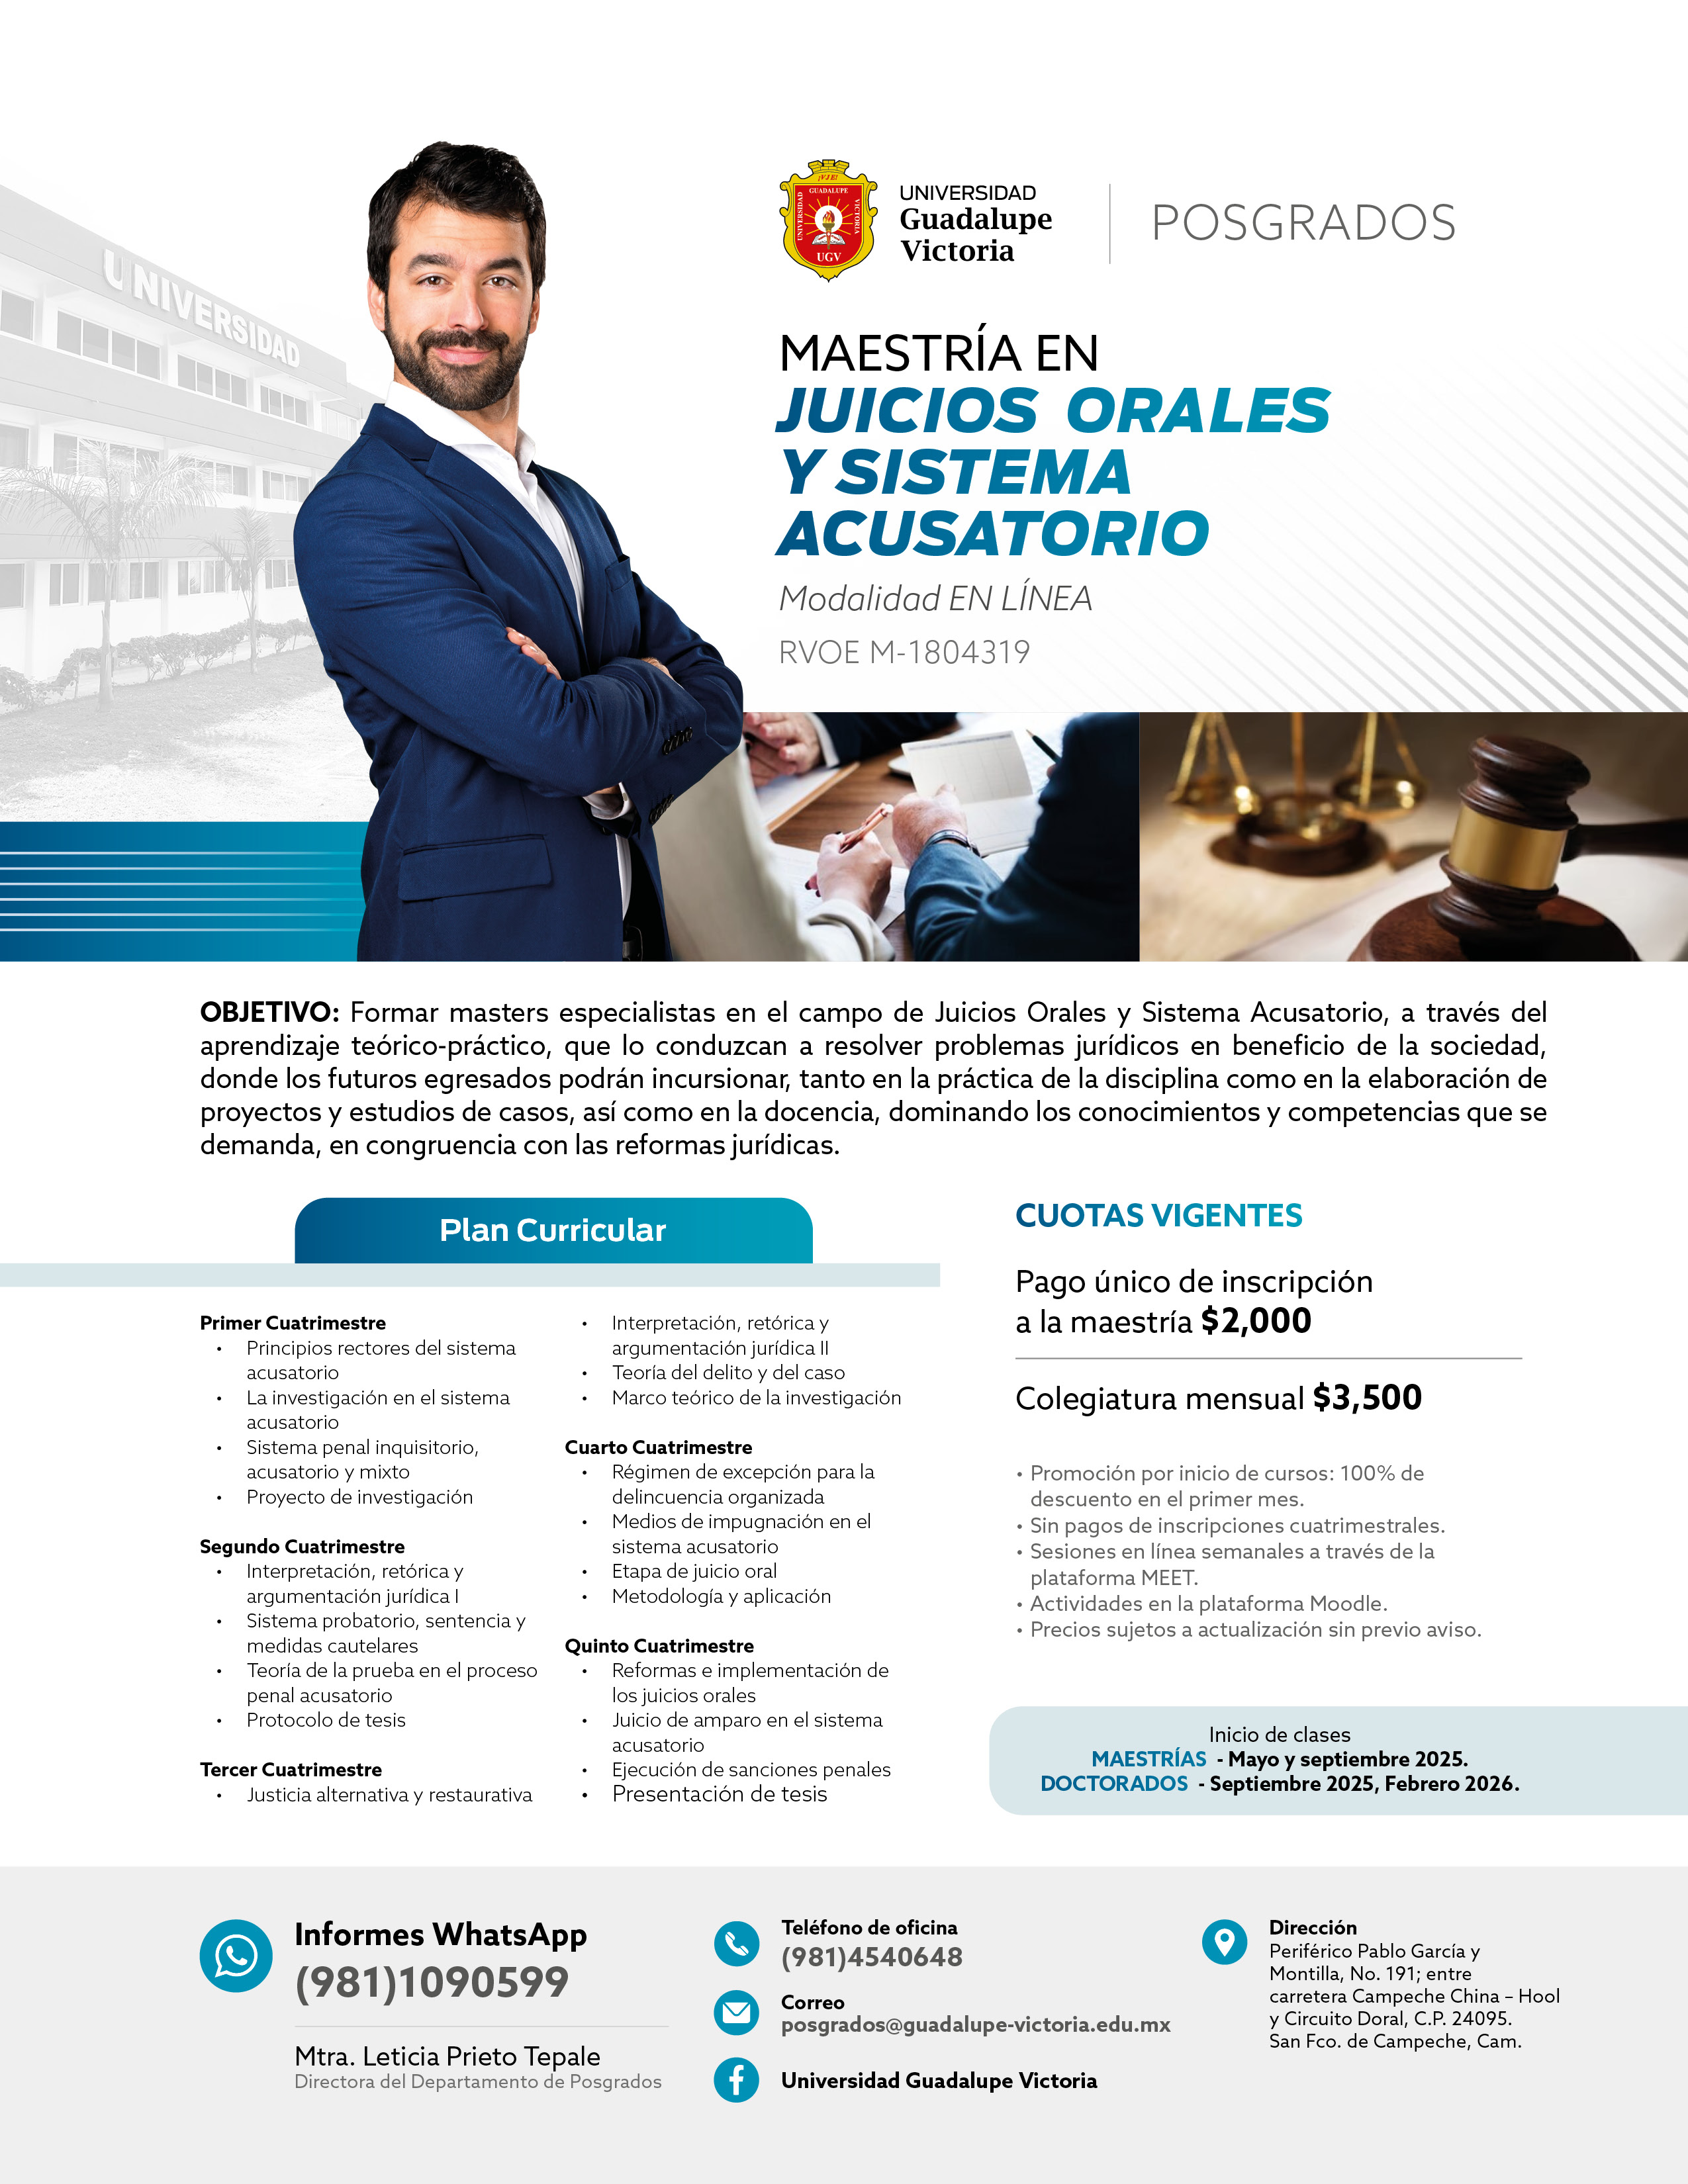 UNIVERSIDAD
¡VJE!
GUADALUPE
UNIVERSIDAD
VICTORIA
UGV
UNIVERSIDAD
Guadalupe
Victoria
POSGRADOS
MAESTRÍA EN
JUICIOS ORALES
Y SISTEMA
ACUSATORIO
Modalidad EN LÍNEA
RVOE M-1804319
OBJETIVO: Formar masters especialistas en el campo de Juicios Orales y Sistema Acusatorio, a través del
aprendizaje teórico-práctico, que lo conduzcan a resolver problemas jurídicos en beneficio de la sociedad,
donde los futuros egresados podrán incursionar, tanto en la práctica de la disciplina como en la elaboración de
proyectos y estudios de casos, así como en la docencia, dominando los conocimientos y competencias que se
demanda, en congruencia con las reformas jurídicas.
Plan Curricular
Primer Cuatrimestre
• Principios rectores del sistema
acusatorio
• La investigación en el sistema
acusatorio
• Sistema penal inquisitorio,
acusatorio y mixto
• Proyecto de investigación
Segundo Cuatrimestre
• Interpretación, retórica y
argumentación jurídica I
• Sistema probatorio, sentencia y
medidas cautelares
• Teoría de la prueba en el proceso
penal acusatorio
• Protocolo de tesis
Tercer Cuatrimestre
• Justicia alternativa y restaurativa
• Interpretación, retórica y
argumentación jurídica II
• Teoría del delito y del caso
• Marco teórico de la investigación
Cuarto Cuatrimestre
• Régimen de excepción para la
delincuencia organizada
• Medios de impugnación en el
sistema acusatorio
• Etapa de juicio oral
• Metodología y aplicación
Quinto Cuatrimestre
• Reformas e implementación de
los juicios orales
• Juicio de amparo en el sistema
acusatorio
• Ejecución de sanciones penales
• Presentación de tesis
CUOTAS VIGENTES
Pago único de inscripción
a la maestría $2,000
Colegiatura mensual $3,500
• Promoción por inicio de cursos: 100% de
descuento en el primer mes.
• Sin pagos de inscripciones cuatrimestrales.
• Sesiones en línea semanales a través de la
plataforma MEET.
• Actividades en la plataforma Moodle.
• Precios sujetos a actualización sin previo aviso.
Inicio de clases
MAESTRÍAS - Mayo y septiembre 2025.
DOCTORADOS - Septiembre 2025, Febrero 2026.
Informes WhatsApp
(981)1090599
Mtra. Leticia Prieto Tepale
Directora del Departamento de Posgrados
Teléfono de oficina
(981)4540648
Correo
posgrados@guadalupe-victoria.edu.mx
Universidad Guadalupe Victoria
Dirección
Periférico Pablo García y
Montilla, No. 191; entre
carretera Campeche China – Hool
y Circuito Doral, C.P. 24095.
San Fco. de Campeche, Cam.